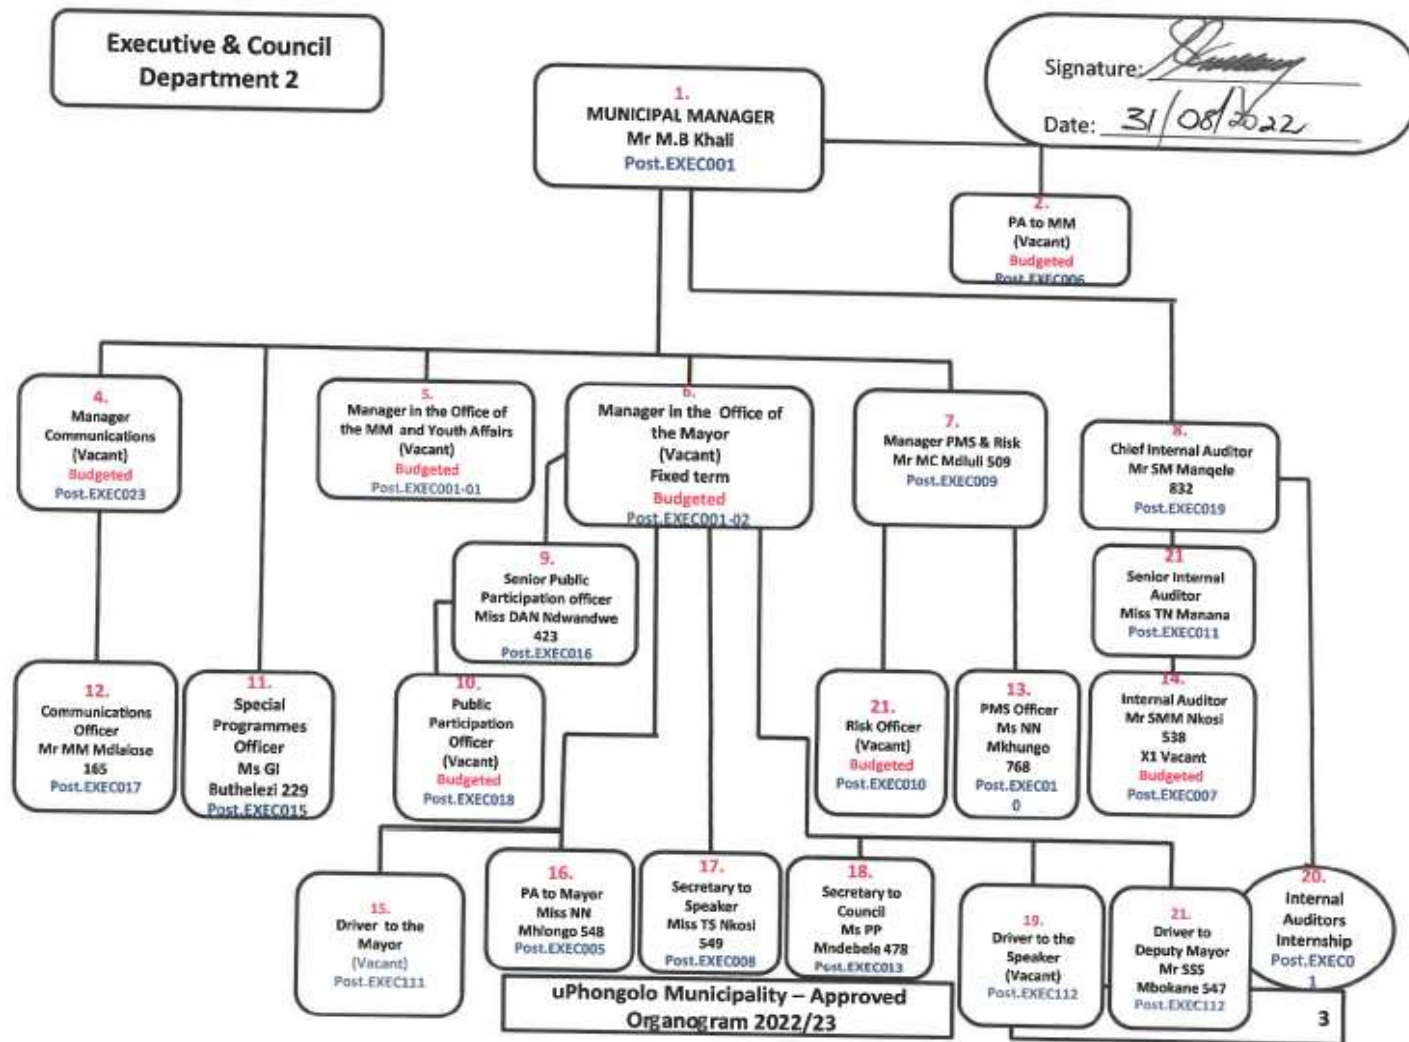 Executive & Council
Department 2
Signature:
Date: 31/08/2022
1.
MUNICIPAL MANAGER
Mr M.B Khali
Post.EXEC001
2.
PA to MM
(Vacant)
Budgeted
Post.EXEC006
4.
Manager
Communications
(Vacant)
Budgeted
Post.EXEC023
5.
Manager in the Office of
the MM and Youth Affairs
(Vacant)
Budgeted
Post.EXEC001-01
6.
Manager in the Office of
the Mayor
(Vacant)
Fixed term
Budgeted
Post.EXEC001-02
7.
Manager PMS & Risk
Mr MC Mdluli 509
Post.EXEC009
8.
Chief Internal Auditor
Mr SM Manqele
832
Post.EXEC019
9.
Senior Public
Participation officer
Miss DAN Ndwandwe
423
Post.EXEC016
21
Senior Internal
Auditor
Miss TN Manana
Post.EXEC011
12.
Communications
Officer
Mr MM Mdlalose
165
Post.EXEC017
11.
Special
Programmes
Officer
Ms GI
Buthelezi 229
Post.EXEC015
10.
Public
Participation
Officer
(Vacant)
Budgeted
Post.EXEC018
21.
Risk Officer
(Vacant)
Budgeted
Post.EXEC010
13.
PMS Officer
Ms NN
Mkhungo
768
Post.EXEC01
0
14.
Internal Auditor
Mr SMM Nkosi
538
X1 Vacant
Budgeted
Post.EXEC007
15.
Driver to the
Mayor
(Vacant)
Post.EXEC111
16.
PA to Mayor
Miss NN
Mhlongo 548
Post.EXEC005
17.
Secretary to
Speaker
Miss TS Nkosi
549
Post.EXEC008
18.
Secretary to
Council
Ms PP
Mndebele 478
Post.EXEC013
19.
Driver to the
Speaker
(Vacant)
Post.EXEC112
21.
Driver to
Deputy Mayor
Mr SSS
Mbokane 547
Post.EXEC112
20.
Internal
Auditors
Internship
Post.EXEC0
1
uPhongolo Municipality – Approved
Organogram 2022/23
3